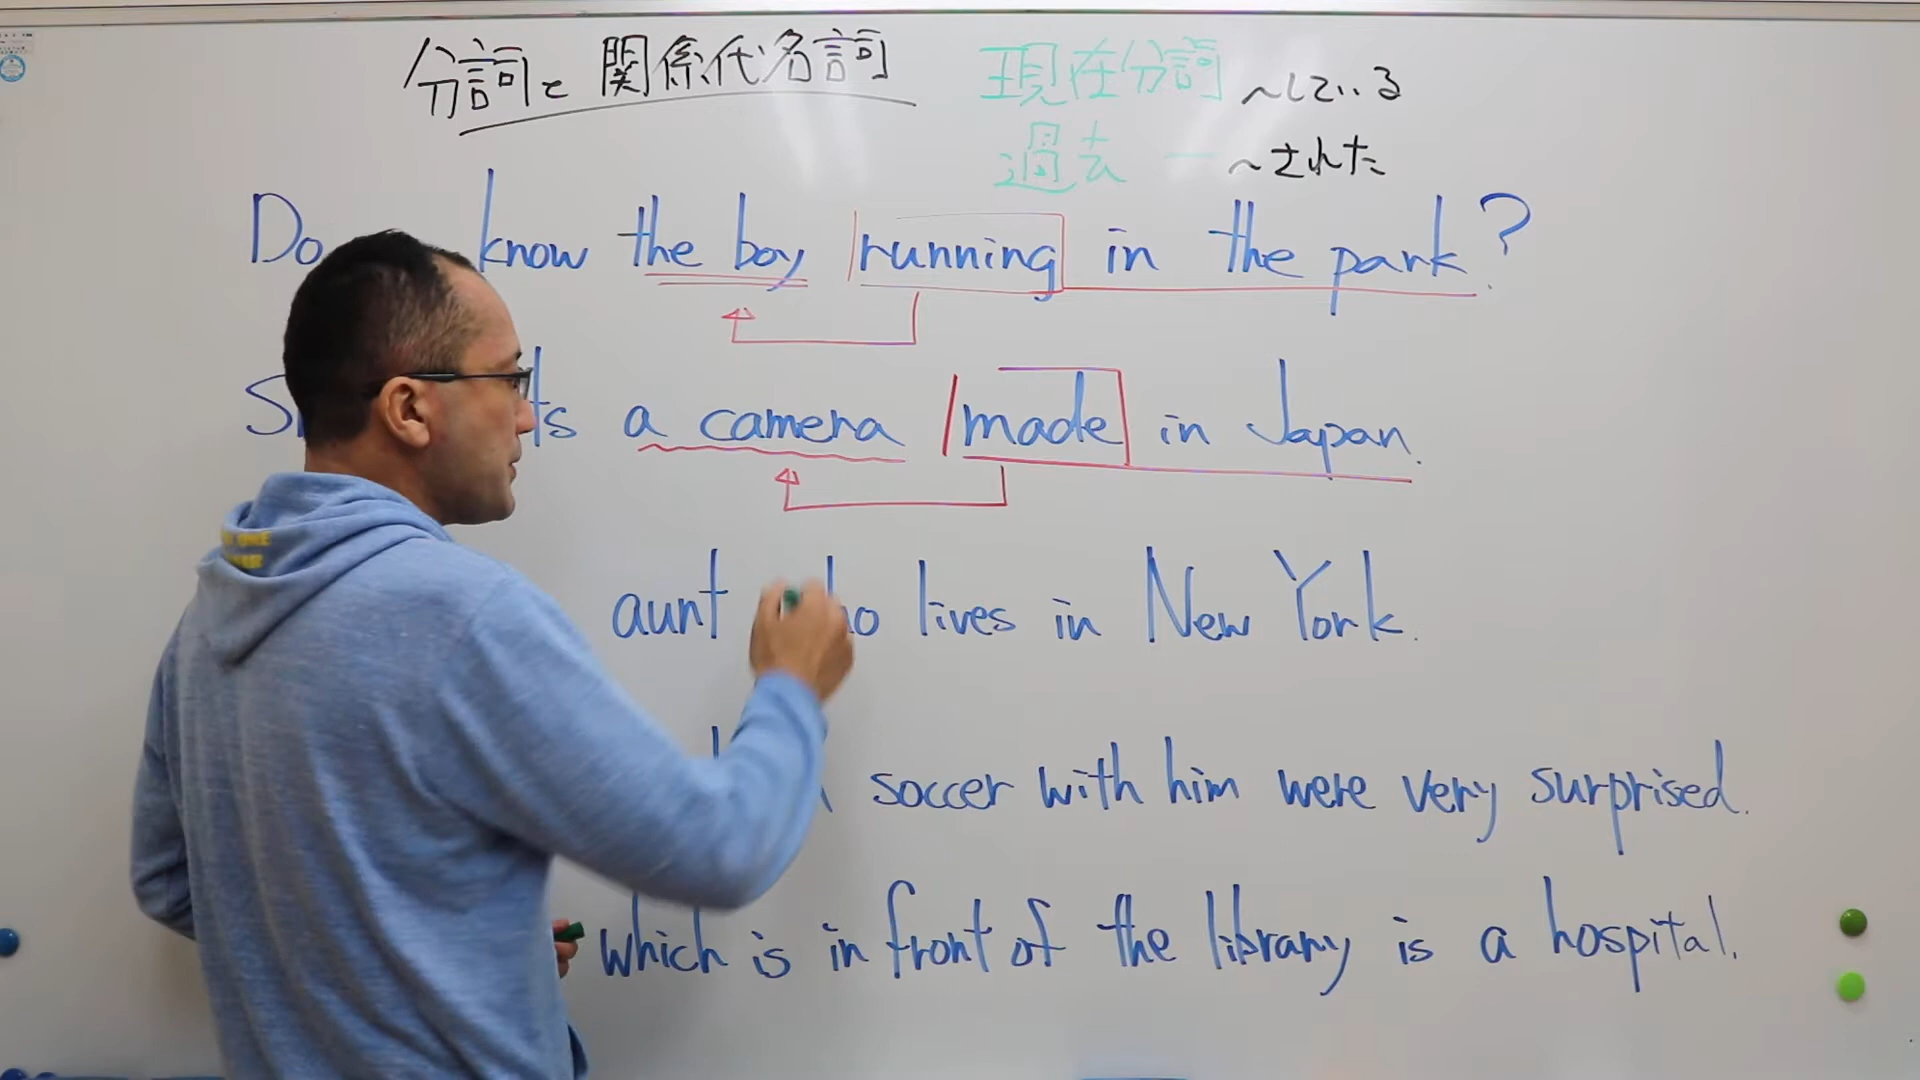 分詞と関係代名詞 現在分詞 〜している
過去 ー 〜された
Do know the boy running in the park?
a camera made in Japan.
aunt lives in New York.
soccer with him were very surprised.
which is in front of the library is a hospital.